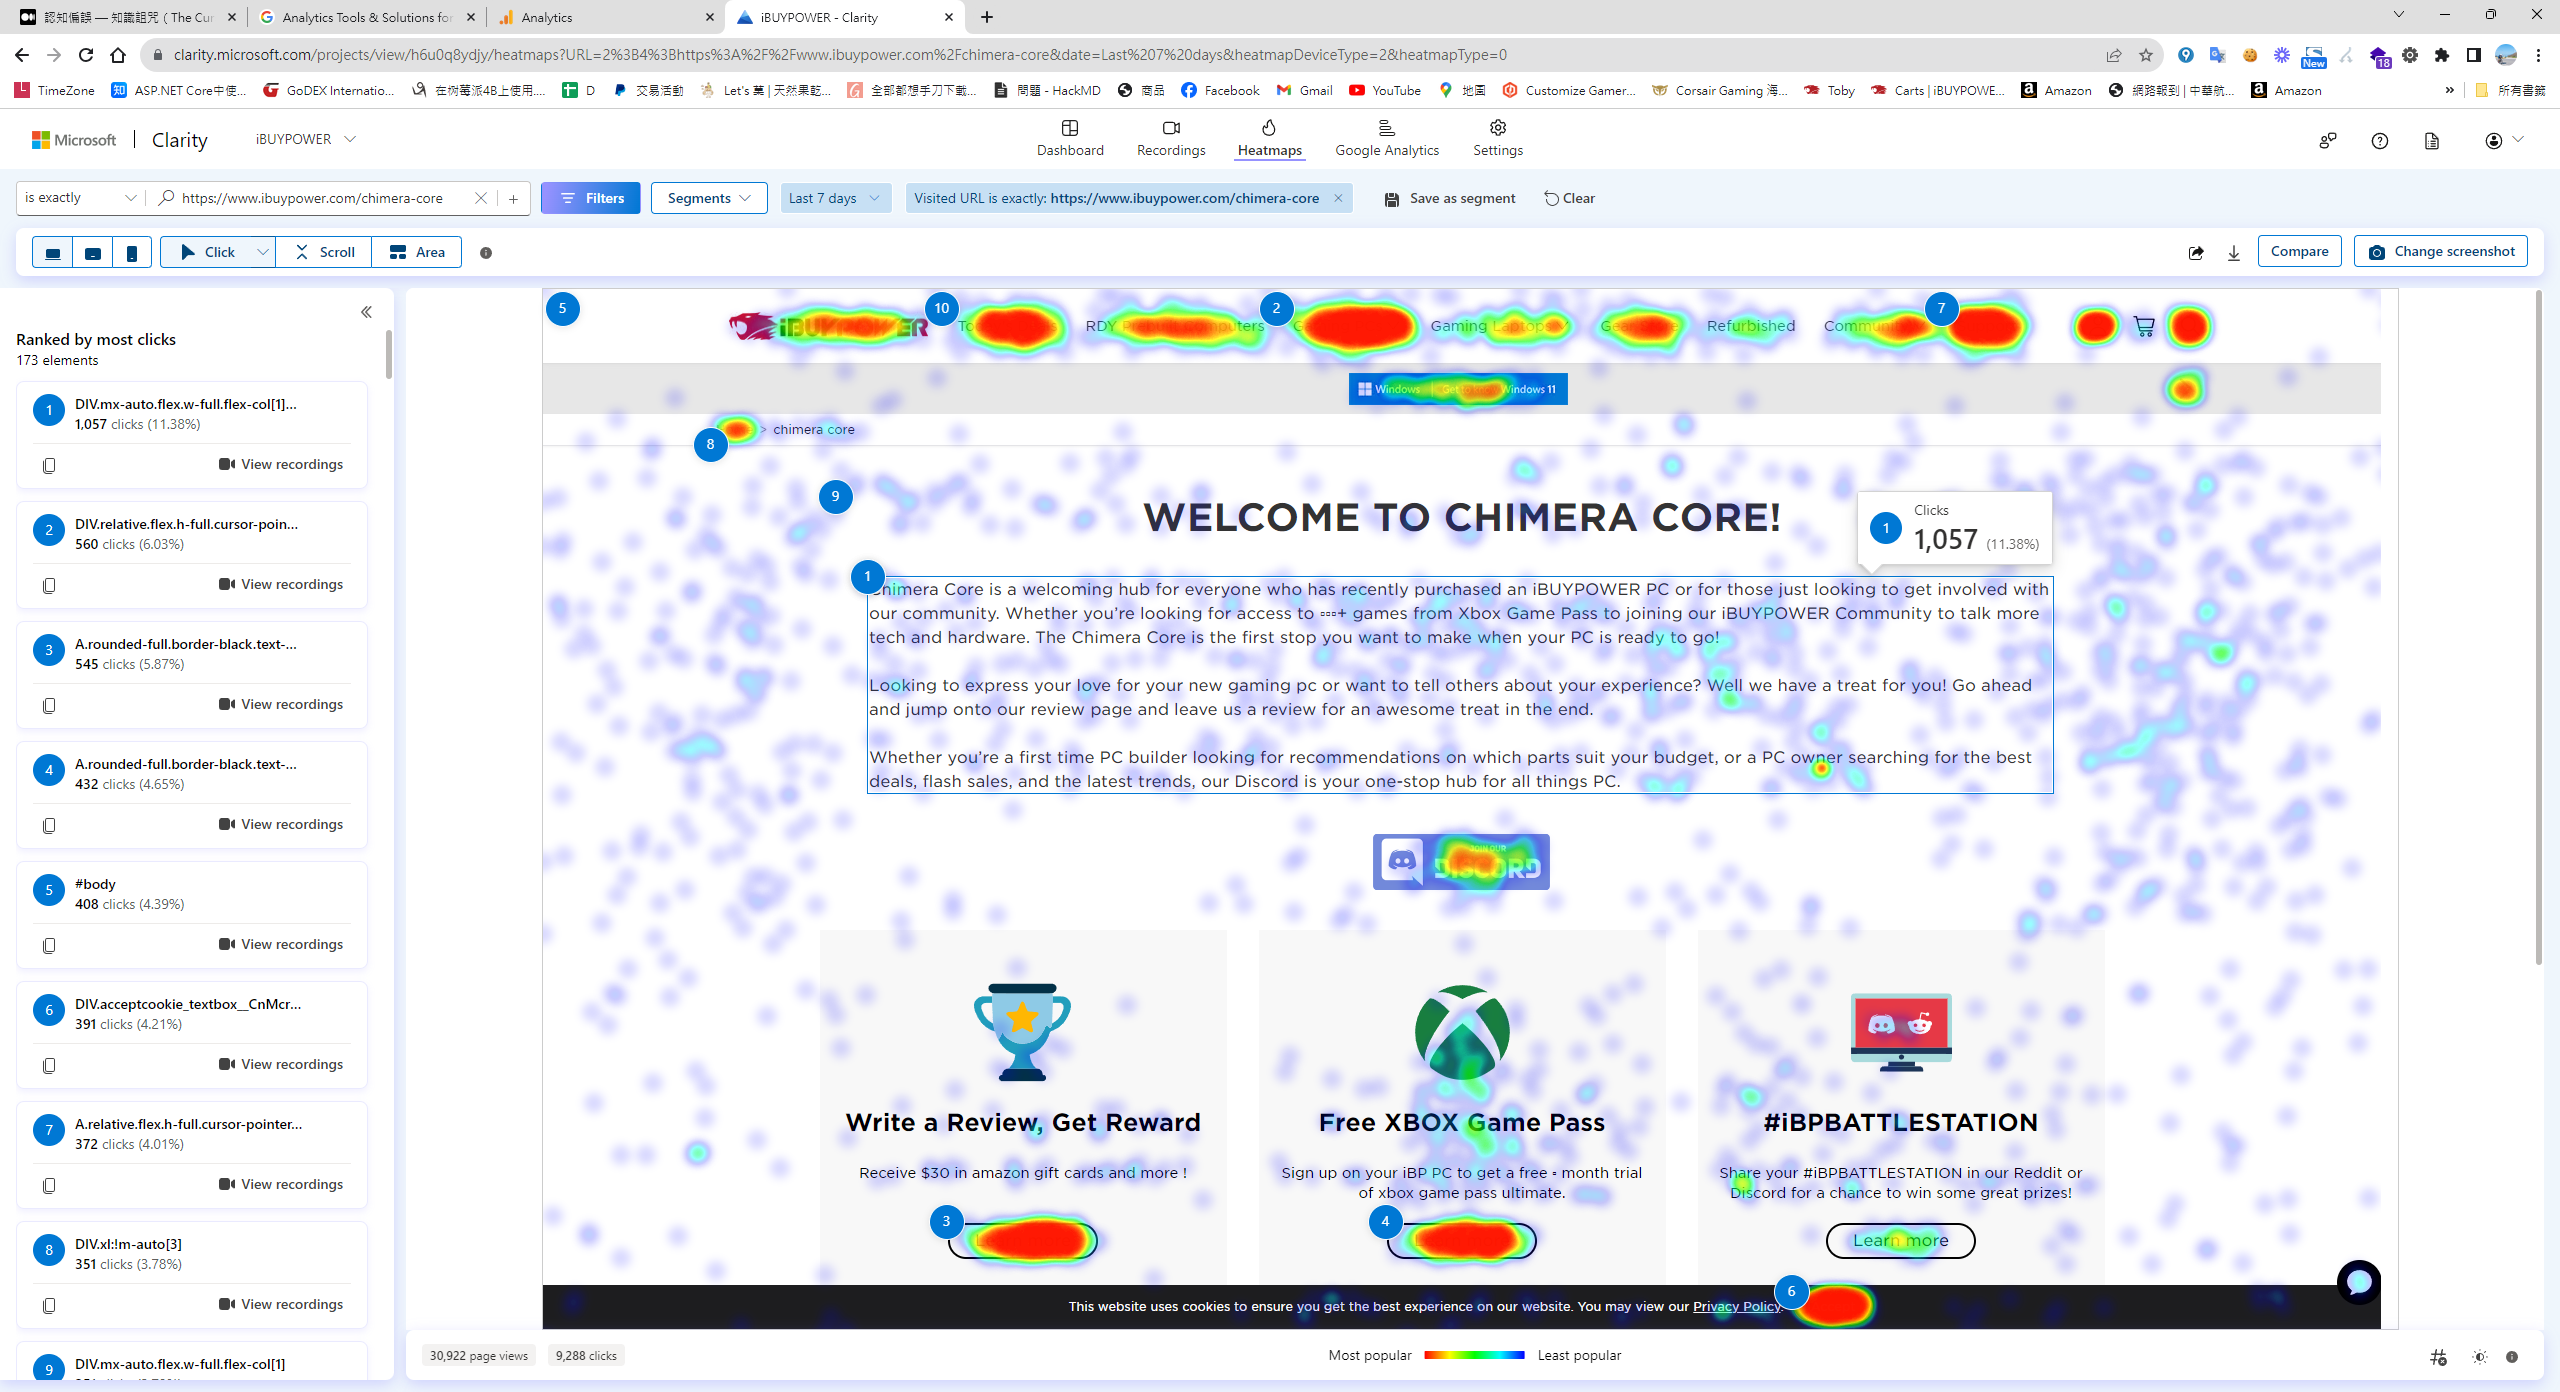 認知偏誤 — 知識詛咒 ( The Cur
Analytics Tools & Solutions for
Analytics
iBUYPOWER - Clarity
clarity.microsoft.com/projects/view/h6u0q8ydjy/heatmaps?URL=2%3B4%3Bhttps%3A%2F%2Fwww.ibuypower.com%2Fchimera-core&date=Last%207%20days&heatmapDeviceType=2&heatmapType=0
New
18
TimeZone
ASP.NET Core中使...
GoDEX Internatio...
在树莓派4B上使用....
D
交易活動
Let's 菓 | 天然果乾...
全部都想手刀下載...
問題 - HackMD
商品
Facebook
Gmail
YouTube
地圖
Customize Gamer...
Corsair Gaming 海...
Toby
Carts | iBUYPOWE...
Amazon
網路報到 | 中華航...
Amazon
所有書籤
Microsoft
Clarity
iBUYPOWER
Dashboard
Recordings
Heatmaps
Google Analytics
Settings
is exactly
https://www.ibuypower.com/chimera-core
Filters
Segments
Last 7 days
Visited URL is exactly: https://www.ibuypower.com/chimera-core
Save as segment
Clear
Click
Scroll
Area
Compare
Change screenshot
Ranked by most clicks
173 elements
1
DIV.mx-auto.flex.w-full.flex-col[1]...
1,057 clicks (11.38%)
View recordings
2
DIV.relative.flex.h-full.cursor-poin...
560 clicks (6.03%)
View recordings
3
A.rounded-full.border-black.text-...
545 clicks (5.87%)
View recordings
4
A.rounded-full.border-black.text-...
432 clicks (4.65%)
View recordings
5
#body
408 clicks (4.39%)
View recordings
6
DIV.acceptcookie_textbox__CnMcr...
391 clicks (4.21%)
View recordings
7
A.relative.flex.h-full.cursor-pointer...
372 clicks (4.01%)
View recordings
8
DIV.xl:!m-auto[3]
351 clicks (3.78%)
View recordings
9
DIV.mx-auto.flex.w-full.flex-col[1]
5
10
2
7
iBUYPOWER
RDY Prebuilt Computers
Gaming Laptops
Gear Store
Refurbished
Community
Windows
Windows 11
8
> chimera core
9
WELCOME TO CHIMERA CORE!
1
Clicks
1,057 (11.38%)
1
Chimera Core is a welcoming hub for everyone who has recently purchased an iBUYPOWER PC or for those just looking to get involved with
our community. Whether you're looking for access to ▫▫▫+ games from Xbox Game Pass to joining our iBUYPOWER Community to talk more
tech and hardware. The Chimera Core is the first stop you want to make when your PC is ready to go!
Looking to express your love for your new gaming pc or want to tell others about your experience? Well we have a treat for you! Go ahead
and jump onto our review page and leave us a review for an awesome treat in the end.
Whether you're a first time PC builder looking for recommendations on which parts suit your budget, or a PC owner searching for the best
deals, flash sales, and the latest trends, our Discord is your one-stop hub for all things PC.
JOIN OUR
DISCORD
Write a Review, Get Reward
Receive $30 in amazon gift cards and more !
3
Free XBOX Game Pass
Sign up on your iBP PC to get a free ▫ month trial
of xbox game pass ultimate.
4
#iBPBATTLESTATION
Share your #iBPBATTLESTATION in our Reddit or
Discord for a chance to win some great prizes!
Learn more
This website uses cookies to ensure you get the best experience on our website. You may view our Privacy Policy.
6
30,922 page views
9,288 clicks
Most popular
Least popular